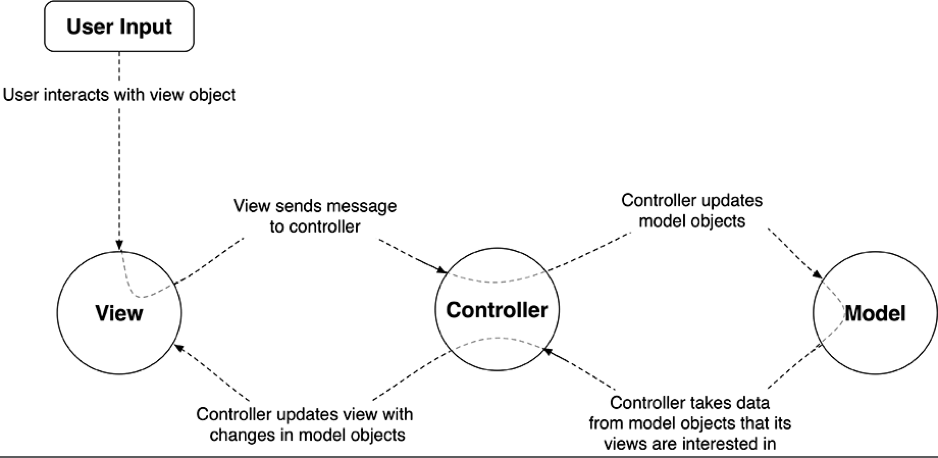 User Input
User interacts with view object
View sends message
to controller
Controller updates
model objects
View
Controller
Model
Controller updates view with
changes in model objects
Controller takes data
from model objects that its
views are interested in